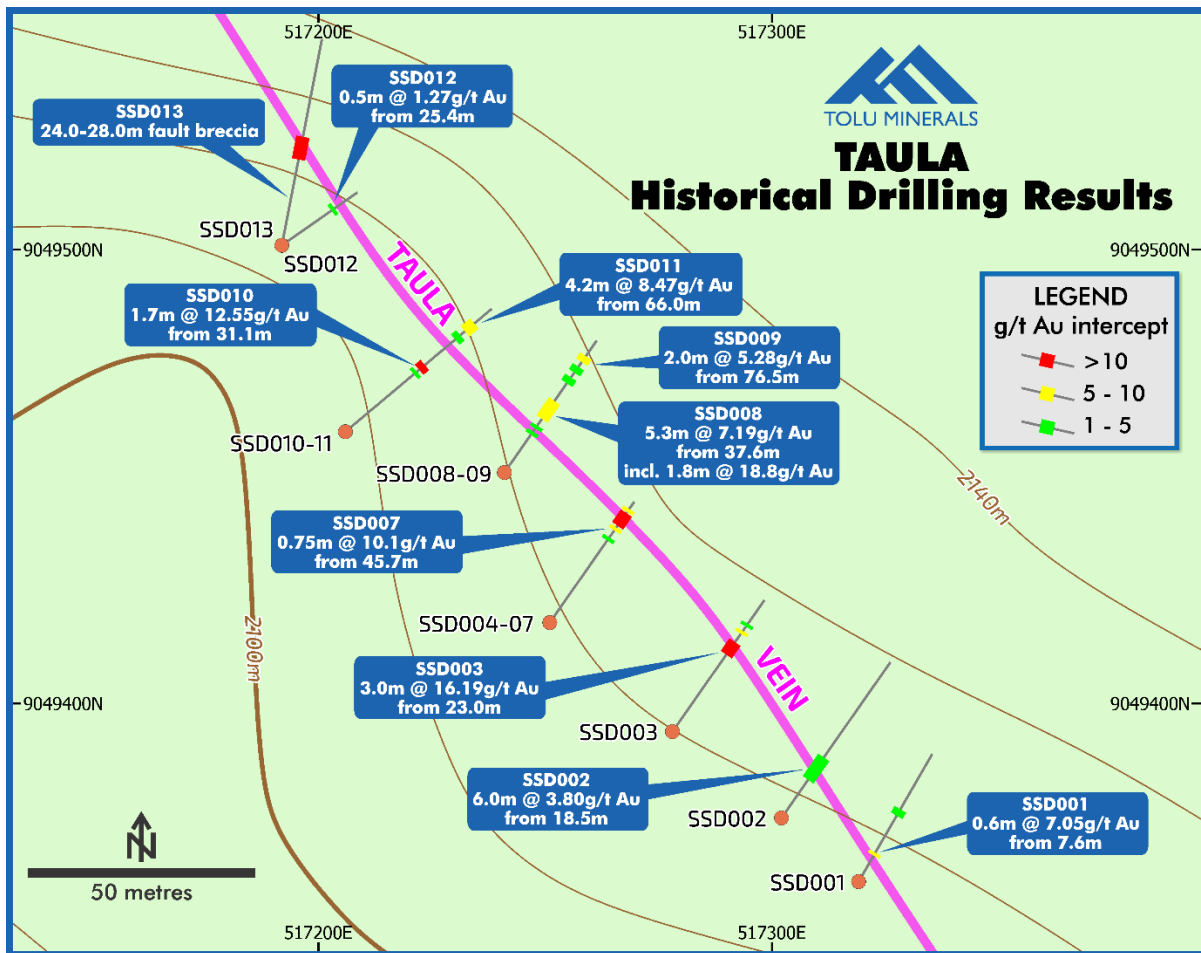 517200E
517300E
SSD012
0.5m @ 1.27g/t Au
from 25.4m
SSD013
24.0-28.0m fault breccia
TOLU MINERALS
TAULA
Historical Drilling Results
SSD013
SSD012
9049500N
9049500N
TAULA
SSD011
4.2m @ 8.47g/t Au
from 66.0m
SSD010
1.7m @ 12.55g/t Au
from 31.1m
LEGEND
g/t Au intercept
>10
5 - 10
1 - 5
SSD009
2.0m @ 5.28g/t Au
from 76.5m
SSD008
5.3m @ 7.19g/t Au
from 37.6m
incl. 1.8m @ 18.8g/t Au
SSD010-11
SSD008-09
2140m
SSD007
0.75m @ 10.1g/t Au
from 45.7m
SSD004-07
2100m
VEIN
SSD003
3.0m @ 16.19g/t Au
from 23.0m
9049400N
9049400N
SSD003
SSD002
6.0m @ 3.80g/t Au
from 18.5m
SSD002
SSD001
0.6m @ 7.05g/t Au
from 7.6m
N
50 metres
SSD001
517200E
517300E